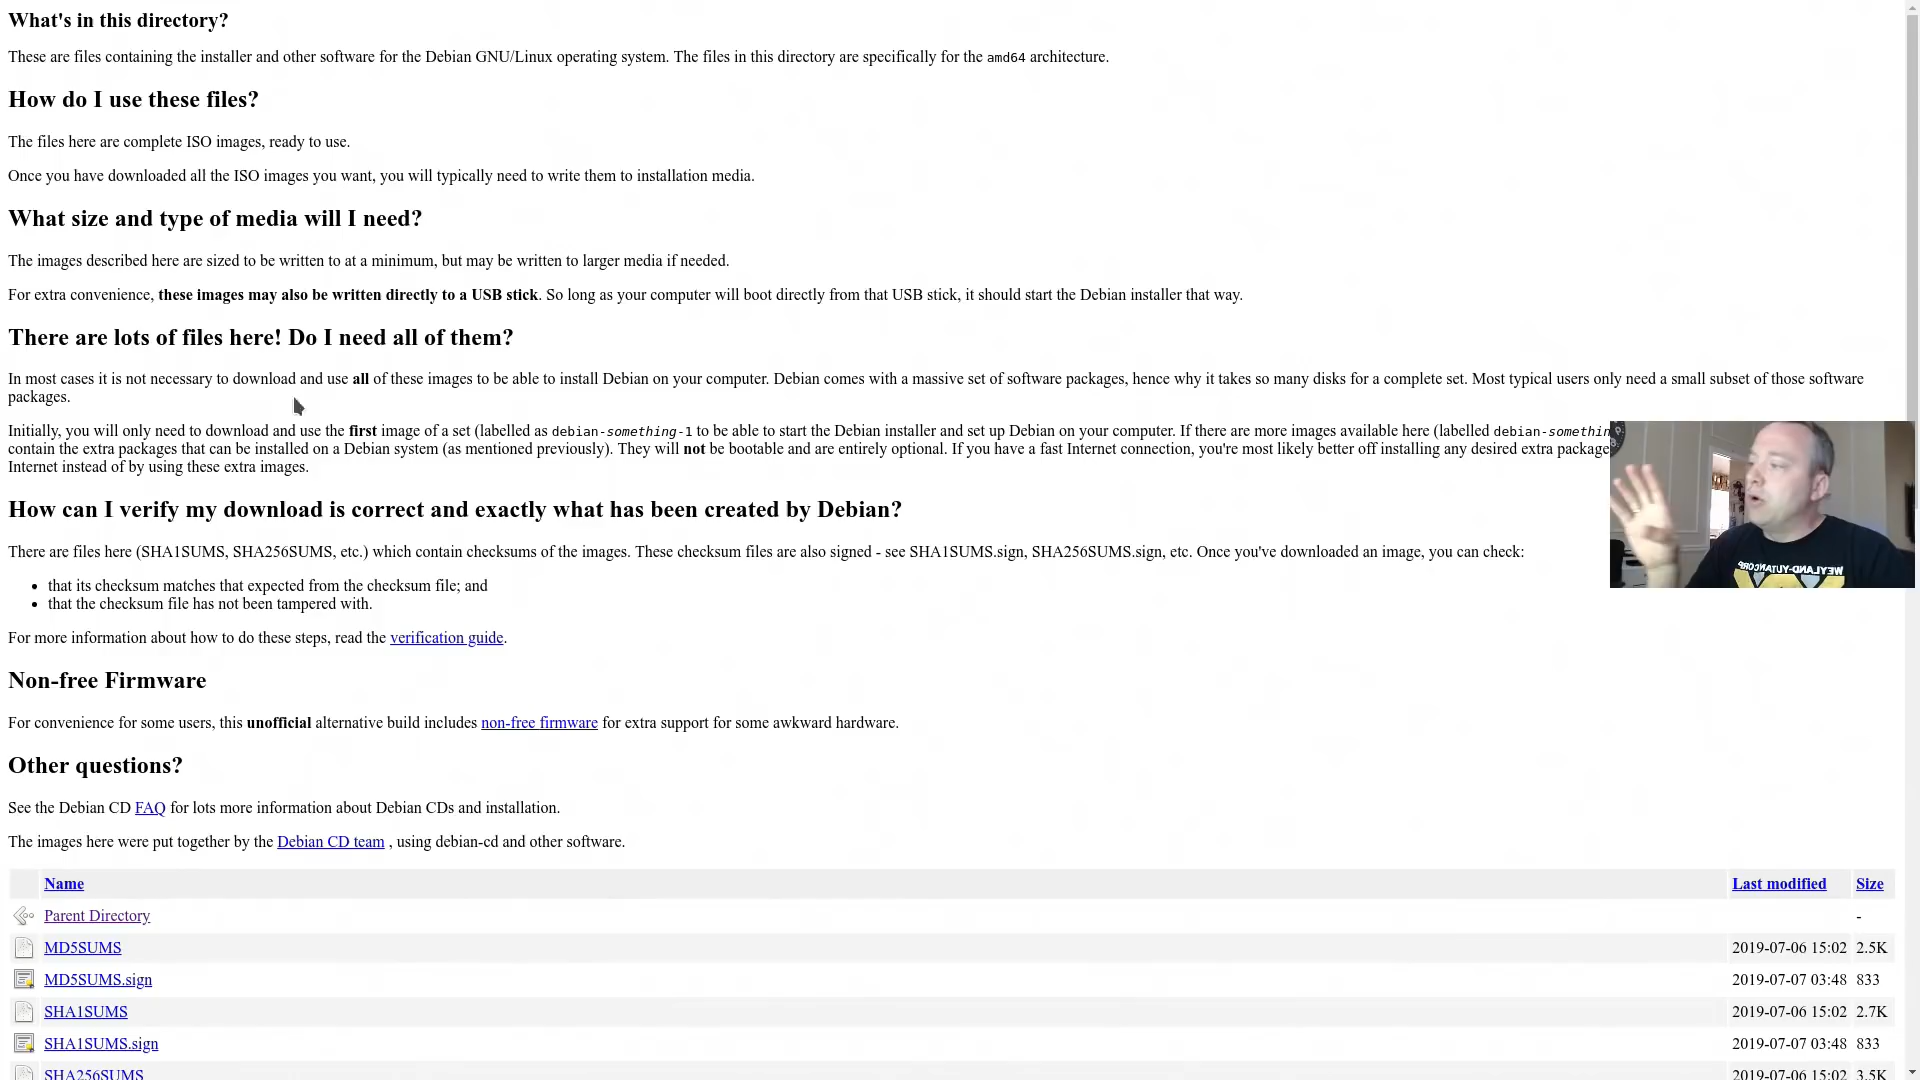 What's in this directory?
These are files containing the installer and other software for the Debian GNU/Linux operating system. The files in this directory are specifically for the amd64 architecture.
How do I use these files?
The files here are complete ISO images, ready to use.
Once you have downloaded all the ISO images you want, you will typically need to write them to installation media.
What size and type of media will I need?
The images described here are sized to be written to at a minimum, but may be written to larger media if needed.
For extra convenience, these images may also be written directly to a USB stick. So long as your computer will boot directly from that USB stick, it should start the Debian installer that way.
There are lots of files here! Do I need all of them?
In most cases it is not necessary to download and use all of these images to be able to install Debian on your computer. Debian comes with a massive set of software packages, hence why it takes so many disks for a complete set. Most typical users only need a small subset of those software
packages.
Initially, you will only need to download and use the first image of a set (labelled as debian-something-1 to be able to start the Debian installer and set up Debian on your computer. If there are more images available here (labelled debian-somethin
contain the extra packages that can be installed on a Debian system (as mentioned previously). They will not be bootable and are entirely optional. If you have a fast Internet connection, you're most likely better off installing any desired extra package
Internet instead of by using these extra images.
How can I verify my download is correct and exactly what has been created by Debian?
There are files here (SHA1SUMS, SHA256SUMS, etc.) which contain checksums of the images. These checksum files are also signed - see SHA1SUMS.sign, SHA256SUMS.sign, etc. Once you've downloaded an image, you can check:
WEYLAND-YUTANI CORP
• that its checksum matches that expected from the checksum file; and
• that the checksum file has not been tampered with.
For more information about how to do these steps, read the verification guide.
Non-free Firmware
For convenience for some users, this unofficial alternative build includes non-free firmware for extra support for some awkward hardware.
Other questions?
See the Debian CD FAQ for lots more information about Debian CDs and installation.
The images here were put together by the Debian CD team , using debian-cd and other software.
Name Last modified Size
Parent Directory -
MD5SUMS 2019-07-06 15:02 2.5K
MD5SUMS.sign 2019-07-07 03:48 833
SHA1SUMS 2019-07-06 15:02 2.7K
SHA1SUMS.sign 2019-07-07 03:48 833
SHA256SUMS 2019-07-06 15:02 3.5K